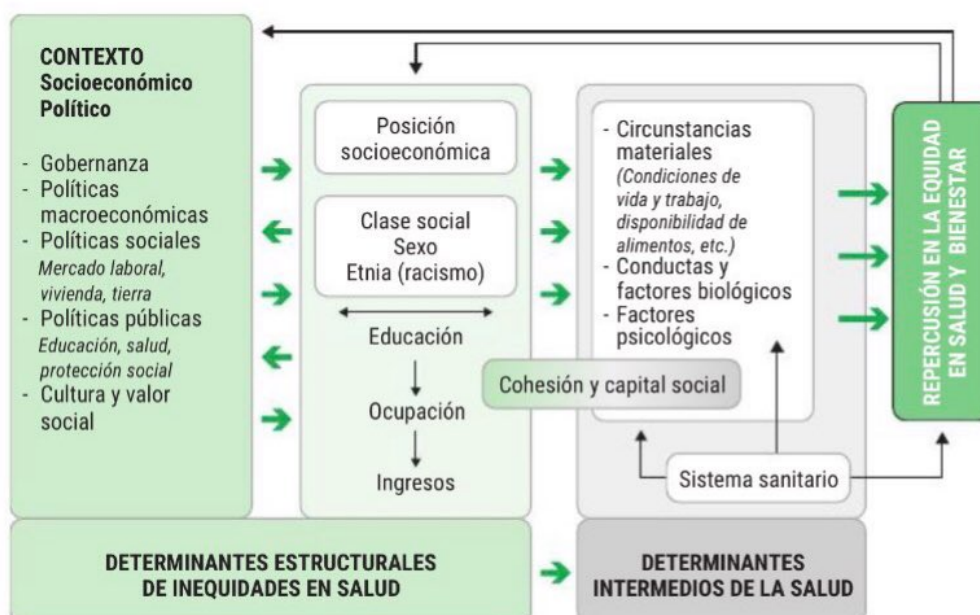 CONTEXTO
Socioeconómico
Político
- Gobernanza
- Políticas
macroeconómicas
- Políticas sociales
Mercado laboral,
vivienda, tierra
- Políticas públicas
Educación, salud,
protección social
- Cultura y valor
social
Posición
socioeconómica
Clase social
Sexo
Etnia (racismo)
Educación
Ocupación
Ingresos
- Circunstancias
materiales
(Condiciones de
vida y trabajo,
disponibilidad de
alimentos, etc.)
- Conductas y
factores biológicos
- Factores
psicológicos
Cohesión y capital social
Sistema sanitario
REPERCUSIÓN EN LA EQUIDAD
EN SALUD Y BIENESTAR
DETERMINANTES ESTRUCTURALES
DE INEQUIDADES EN SALUD
DETERMINANTES
INTERMEDIOS DE LA SALUD